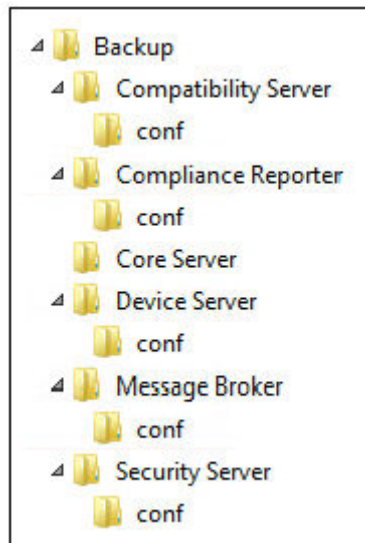 Backup
Compatibility Server
conf
Compliance Reporter
conf
Core Server
Device Server
conf
Message Broker
conf
Security Server
conf